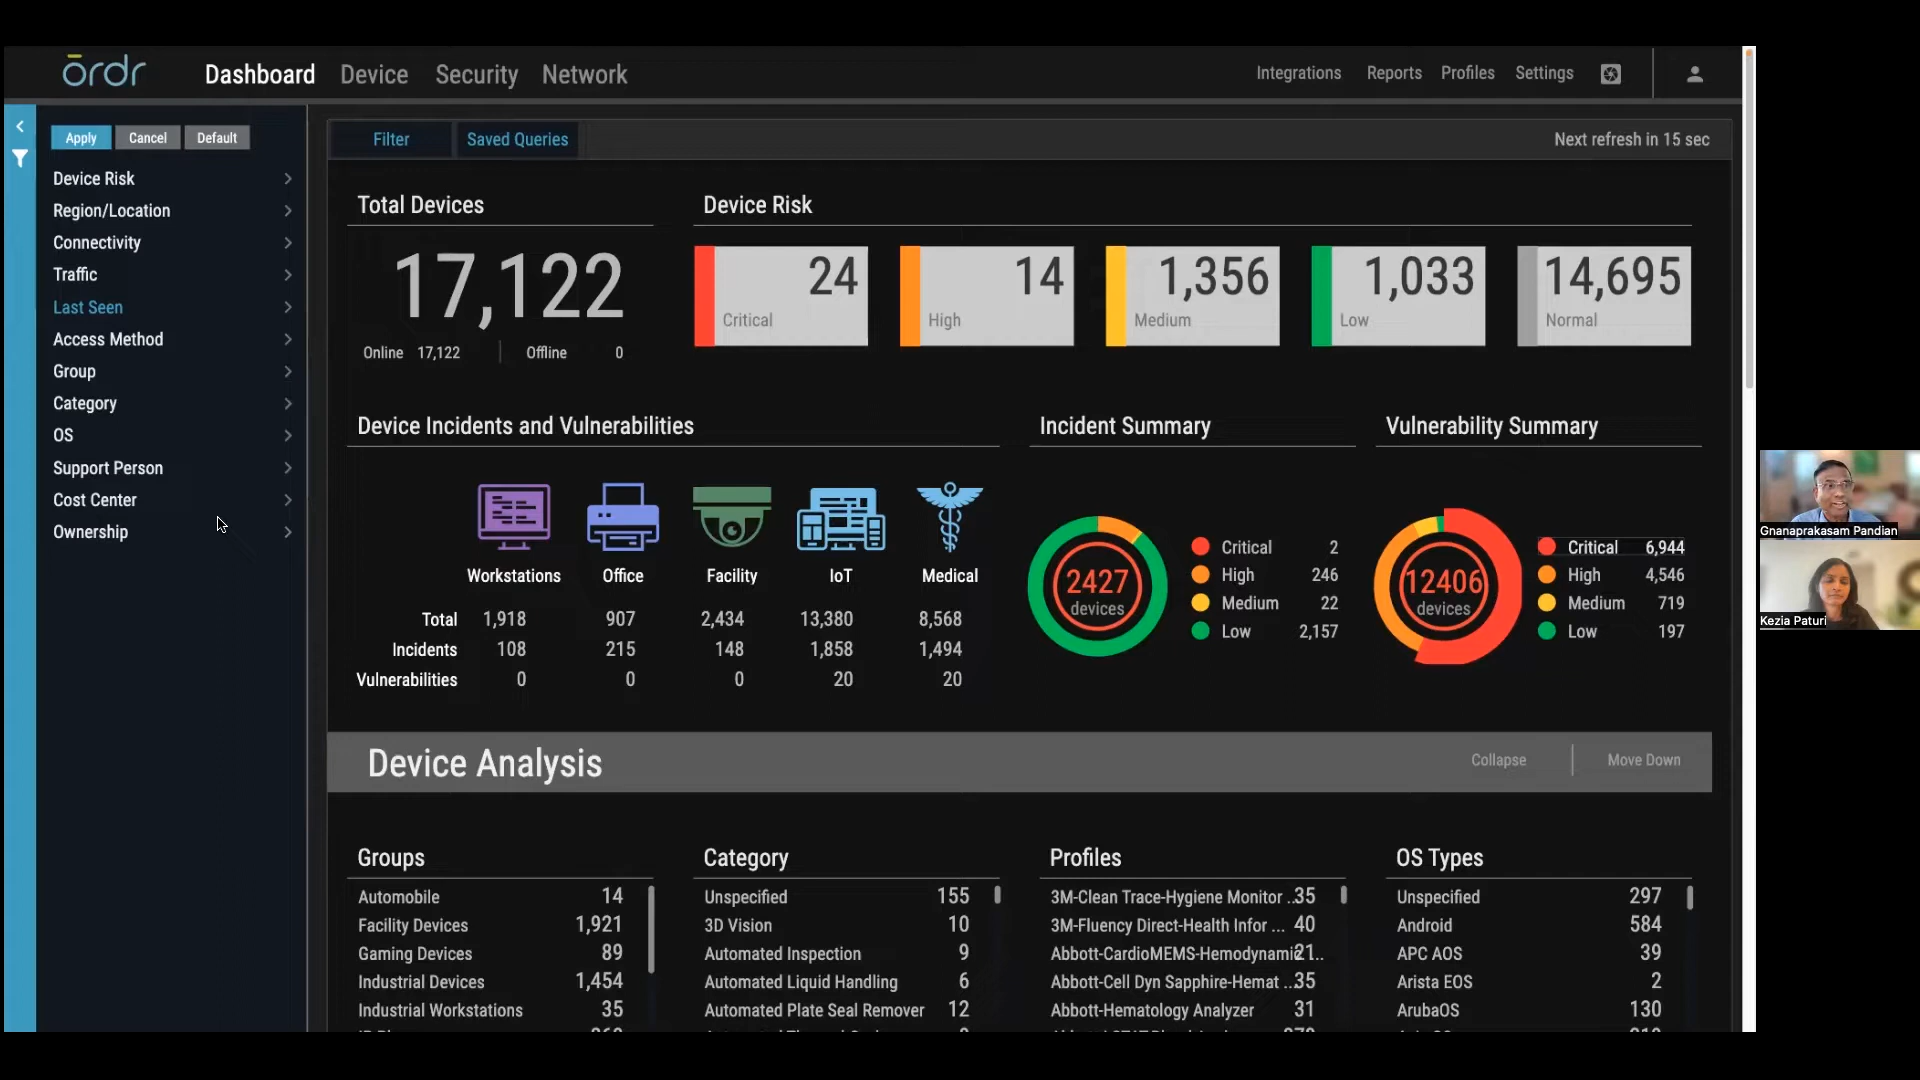 ōrdr
Dashboard Device Security Network
Integrations Reports Profiles Settings
Apply Cancel Default
Device Risk
Region/Location
Connectivity
Traffic
Last Seen
Access Method
Group
Category
OS
Support Person
Cost Center
Ownership
Filter Saved Queries
Next refresh in 15 sec
Total Devices
17,122
Online 17,122 | Offline 0
Device Risk
24 Critical
14 High
1,356 Medium
1,033 Low
14,695 Normal
Device Incidents and Vulnerabilities
Workstations Office Facility IoT Medical
Total 1,918 907 2,434 13,380 8,568
Incidents 108 215 148 1,858 1,494
Vulnerabilities 0 0 0 20 20
Incident Summary
2427
devices
Critical 2
High 246
Medium 22
Low 2,157
Vulnerability Summary
12406
devices
Critical 6,944
High 4,546
Medium 719
Low 197
Gnanaprakasam Pandian
Kezia Paturi
Device Analysis
Collapse | Move Down
Groups
Automobile 14
Facility Devices 1,921
Gaming Devices 89
Industrial Devices 1,454
Industrial Workstations 35
Category
Unspecified 155
3D Vision 10
Automated Inspection 9
Automated Liquid Handling 6
Automated Plate Seal Remover 12
Profiles
3M-Clean Trace-Hygiene Monitor ..35
3M-Fluency Direct-Health Infor ... 40
Abbott-CardioMEMS-Hemodynamic 21...
Abbott-Cell Dyn Sapphire-Hemat ..35
Abbott-Hematology Analyzer 31
OS Types
Unspecified 297
Android 584
APC AOS 39
Arista EOS 2
ArubaOS 130